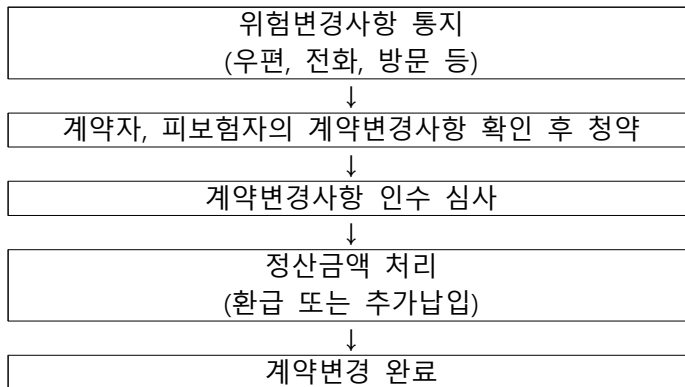 위험변경사항 통지
(우편, 전화, 방문 등)
↓
계약자, 피보험자의 계약변경사항 확인 후 청약
↓
계약변경사항 인수 심사
↓
정산금액 처리
(환급 또는 추가납입)
↓
계약변경 완료